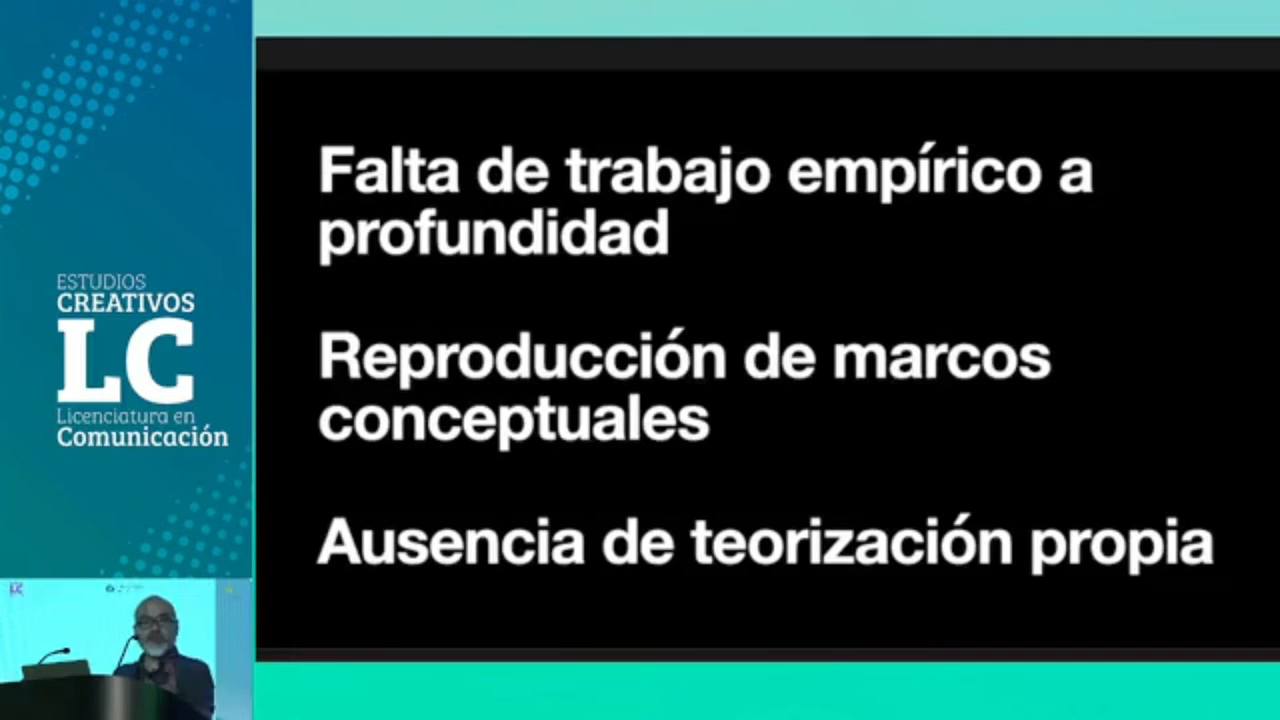 ESTUDIOS
CREATIVOS
LC
Licenciatura en
Comunicación
Falta de trabajo empírico a
profundidad
Reproducción de marcos
conceptuales
Ausencia de teorización propia